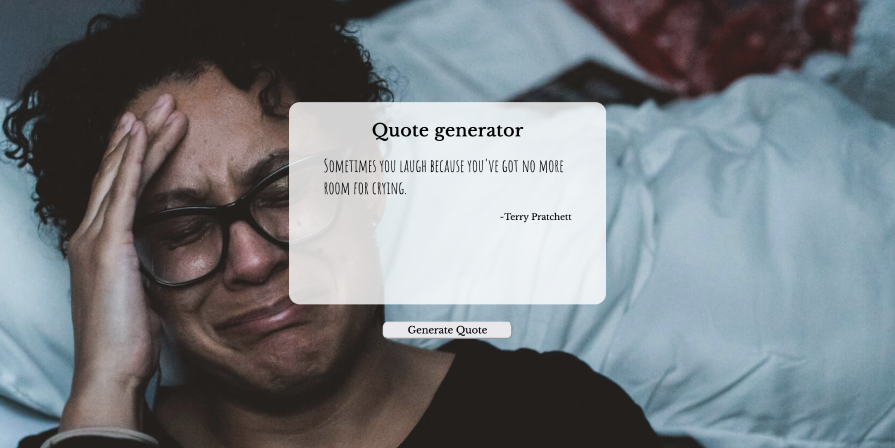 Quote generator
Sometimes you laugh because you've got no more
room for crying.
-Terry Pratchett
Generate Quote